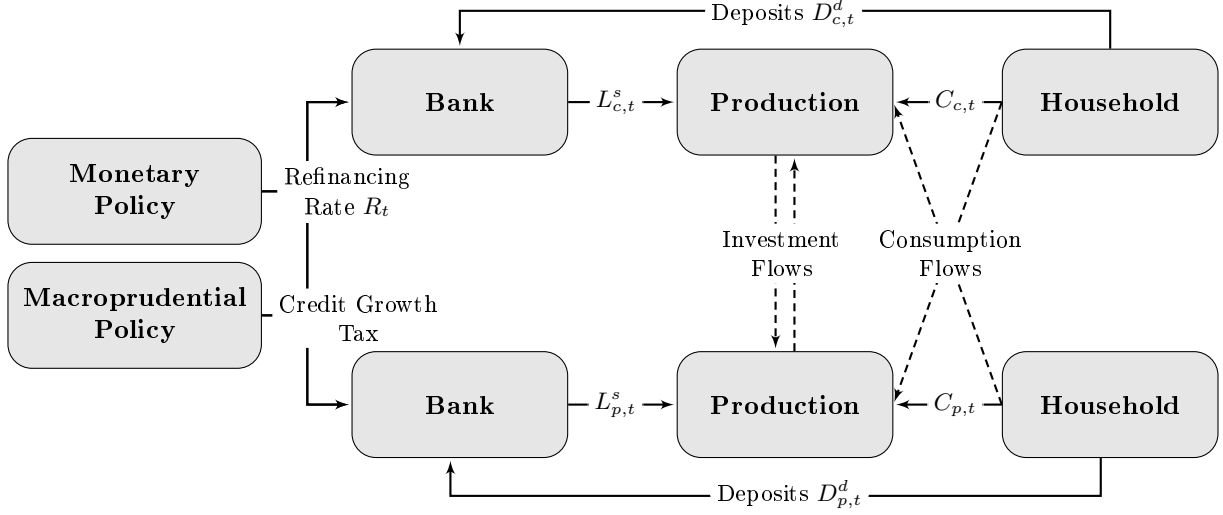 Deposits $D^d_{c,t}$
Bank
$L^s_{c,t}$
Production
$C_{c,t}$
Household
Monetary
Policy
Refinancing
Rate $R_t$
Investment
Flows
Consumption
Flows
Macroprudential
Policy
Credit Growth
Tax
Bank
$L^s_{p,t}$
Production
$C_{p,t}$
Household
Deposits $D^d_{p,t}$